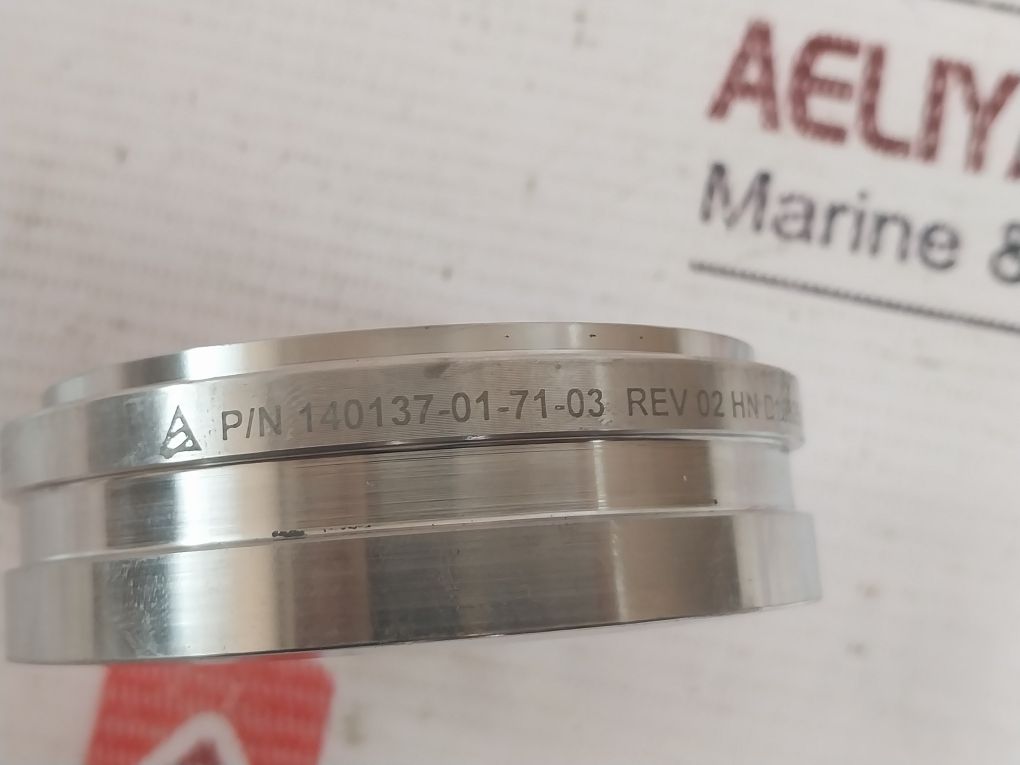 AELIY
Marine &
P/N 140137-01-71-03 REV 02 HN